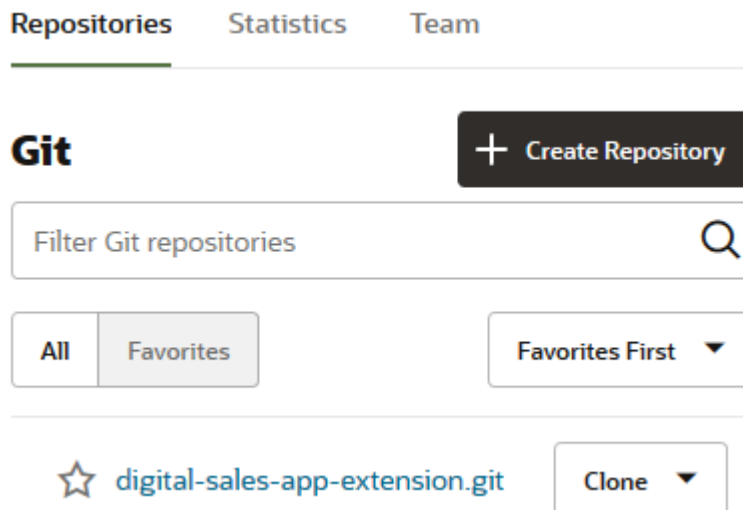 Repositories Statistics Team
Git
Create Repository
Filter Git repositories
All Favorites Favorites First
digital-sales-app-extension.git Clone